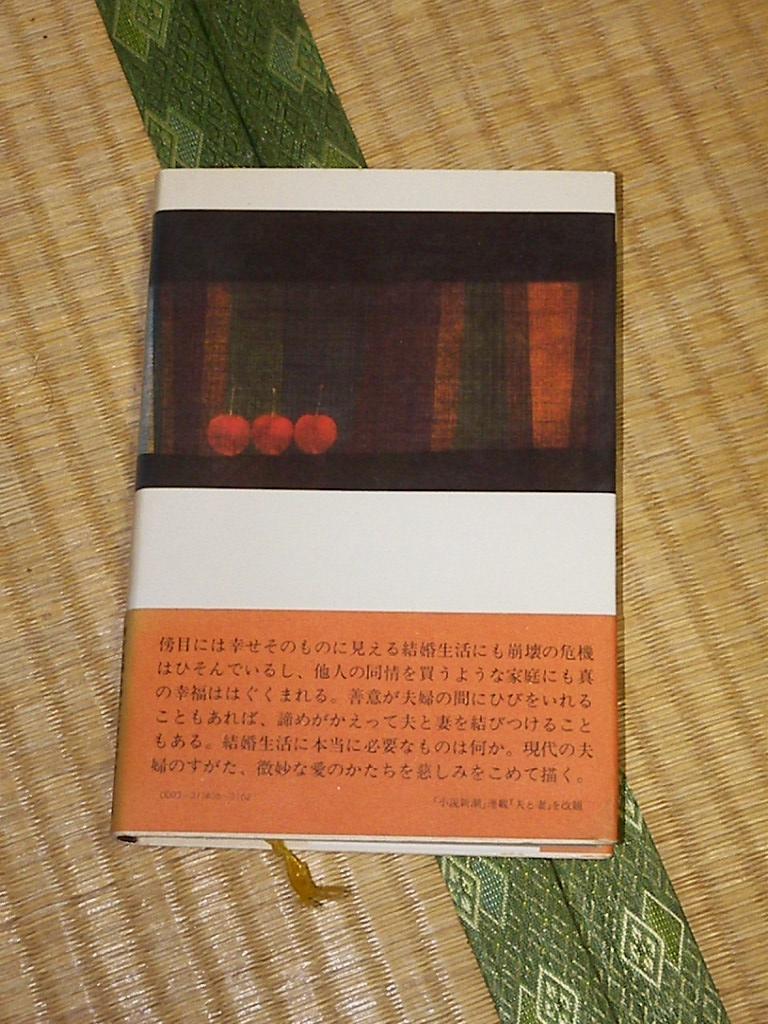 傍目には幸せそのものに見える結婚生活にも崩壊の危機
はひそんでいるし、他人の同情を買うような家庭にも真
の幸福ははぐくまれる。善意が夫婦の間にひびをいれる
こともあれば、諦めがかえって夫と妻を結びつけること
もある。結婚生活に本当に必要なものは何か。現代の夫
婦のすがた、微妙な愛のかたちを慈しみをこめて描く。
「小説新潮」連載「夫と妻」を改題